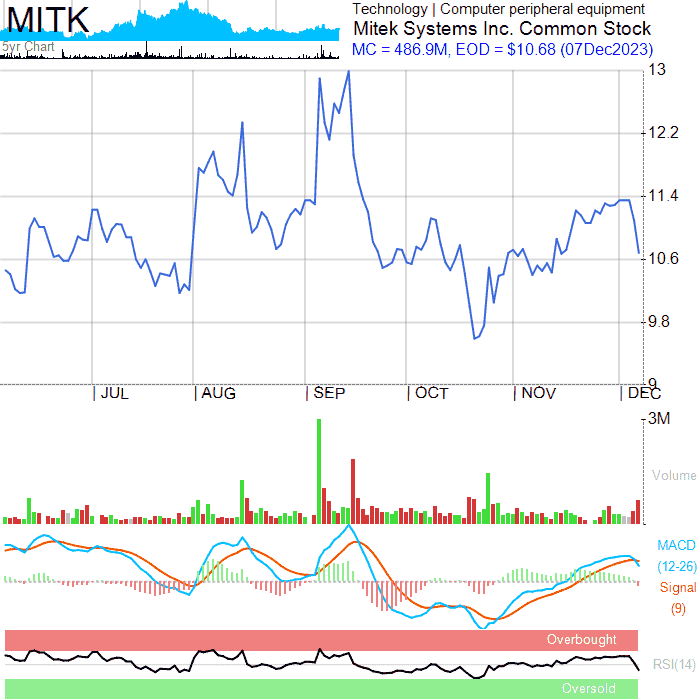 MITK
5yr Chart
Technology | Computer peripheral equipment
Mitek Systems Inc. Common Stock
MC = 486.9M, EOD = $10.68 (07Dec2023)
13
12.2
11.4
10.6
9.8
9
JUL AUG SEP OCT NOV DEC
3M
Volume
MACD
(12-26)
Signal
(9)
Overbought
RSI(14)
Oversold